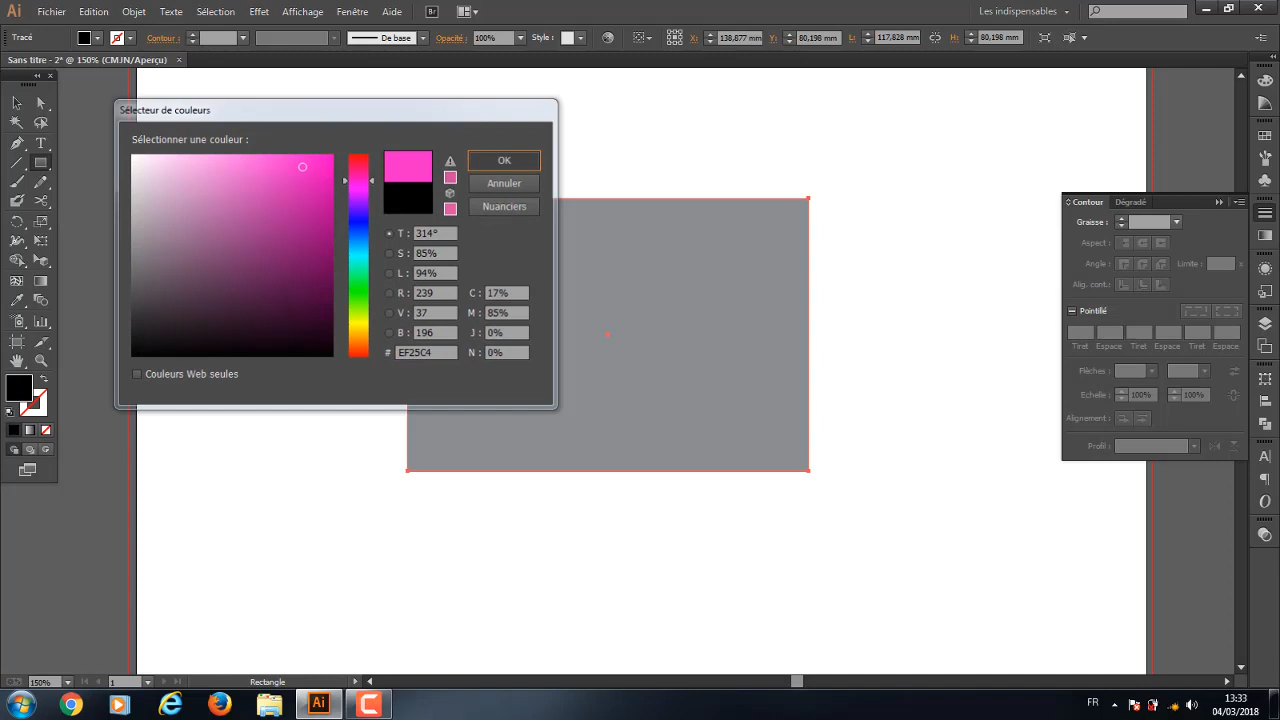 Ai Fichier Edition Objet Texte Sélection Effet Affichage Fenêtre Aide Br Les indispensables
Tracé Contour : De base Opacité : 100% Style : X: 138,877 mm Y: 80,198 mm L: 117,828 mm H: 80,198 mm
Sans titre - 2* @ 150% (CMJN/Aperçu) ×
Sélecteur de couleurs
Sélectionner une couleur :
OK
Annuler
Nuanciers
T : 314°
S : 85%
L : 94%
R : 239 C : 17%
V : 37 M : 85%
B : 196 J : 0%
# EF25C4 N : 0%
Couleurs Web seules
Contour Dégradé
Graisse :
Aspect :
Angle : Limite : x
Alig. cont. :
Pointillé
Tiret Espace Tiret Espace Tiret Espace
Flèches :
Echelle : 100% 100%
Alignement :
Profil :
150% 1 Rectangle
Ai FR 13:33
04/03/2018